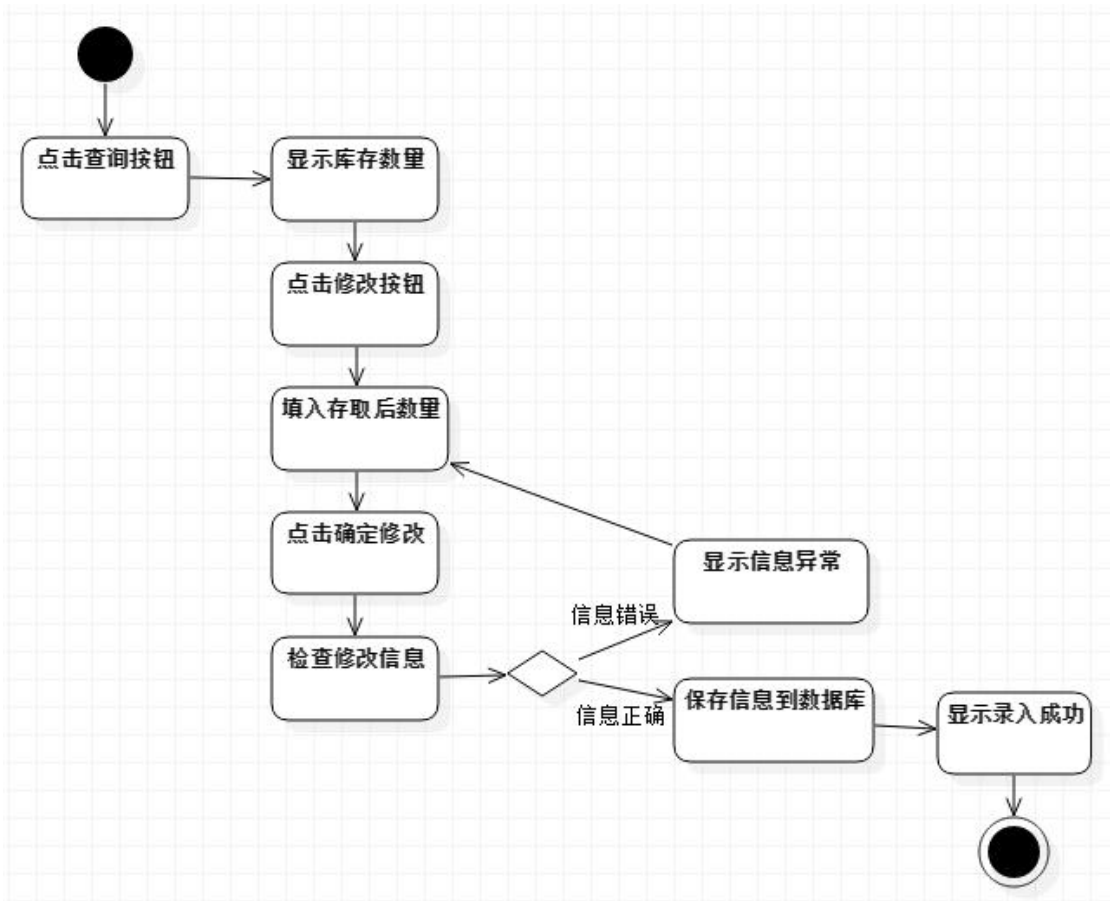 点击查询按钮
显示库存数量
点击修改按钮
填入存取后数量
点击确定修改
显示信息异常
信息错误
检查修改信息
信息正确
保存信息到数据库
显示录入成功